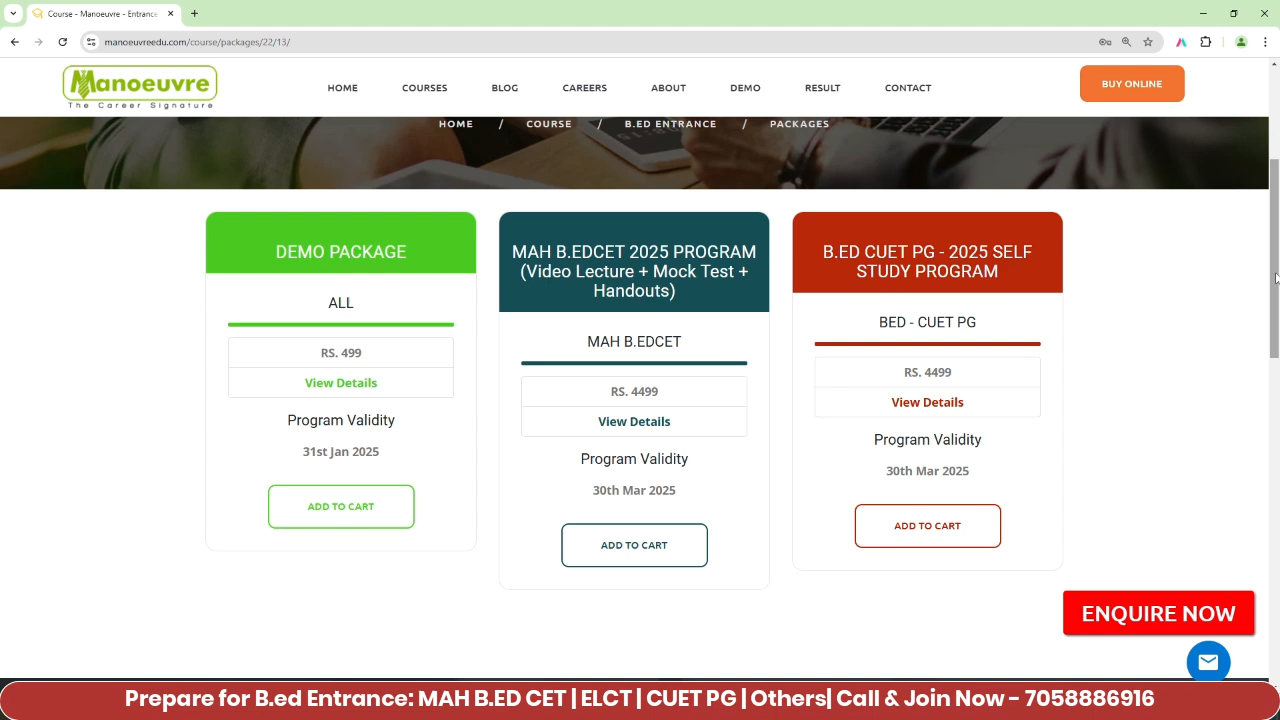 Course - Manoeuvre - Entrance
manoeuvreedu.com/course/packages/22/13/
Manoeuvre
The Career Signature
HOME
COURSES
BLOG
CAREERS
ABOUT
DEMO
RESULT
CONTACT
BUY ONLINE
HOME / COURSE / B.ED ENTRANCE / PACKAGES
DEMO PACKAGE
ALL
RS. 499
View Details
Program Validity
31st Jan 2025
ADD TO CART
MAH B.EDCET 2025 PROGRAM
(Video Lecture + Mock Test +
Handouts)
MAH B.EDCET
RS. 4499
View Details
Program Validity
30th Mar 2025
ADD TO CART
B.ED CUET PG - 2025 SELF
STUDY PROGRAM
BED - CUET PG
RS. 4499
View Details
Program Validity
30th Mar 2025
ADD TO CART
ENQUIRE NOW
Prepare for B.ed Entrance: MAH B.ED CET | ELCT | CUET PG | Others| Call & Join Now - 7058886916